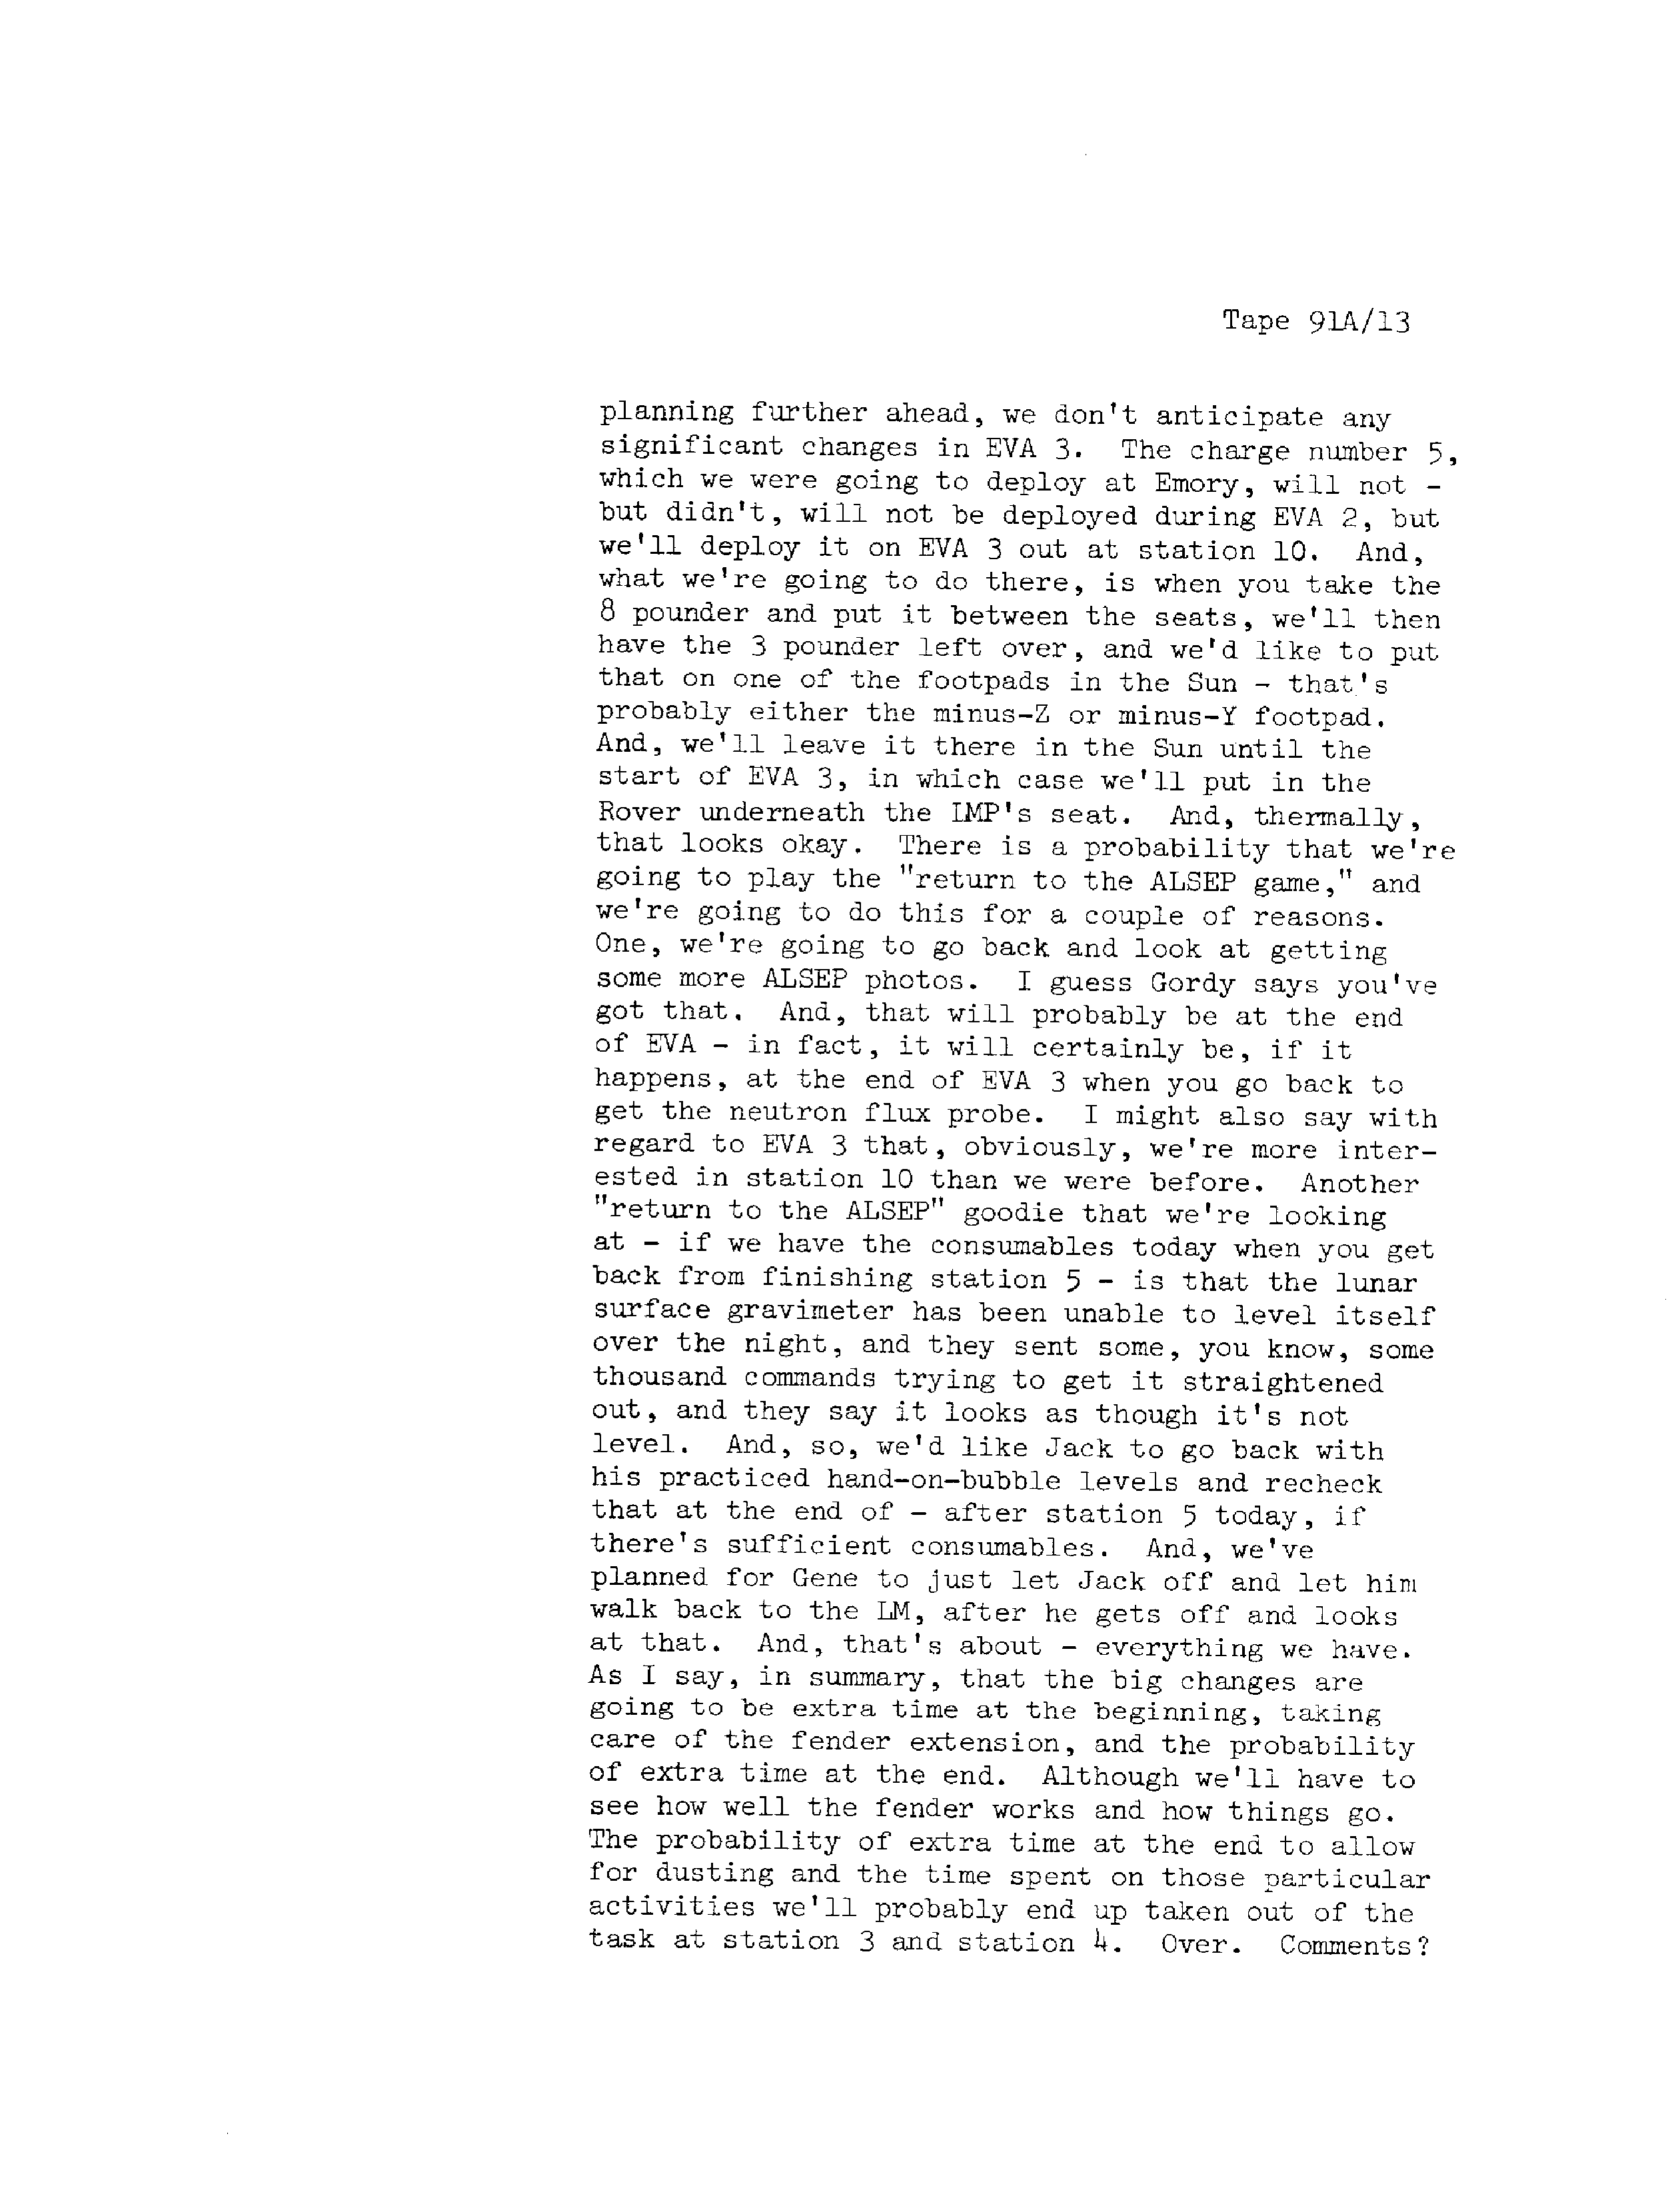 Tape 91A/13
planning further ahead, we don't anticipate any
significant changes in EVA 3. The charge number 5,
which we were going to deploy at Emory, will not -
but didn't, will not be deployed during EVA 2, but
we'll deploy it on EVA 3 out at station 10. And,
what we're going to do there, is when you take the
8 pounder and put it between the seats, we'll then
have the 3 pounder left over, and we'd like to put
that on one of the footpads in the Sun - that's
probably either the minus-Z or minus-Y footpad.
And, we'll leave it there in the Sun until the
start of EVA 3, in which case we'll put in the
Rover underneath the LMP's seat. And, thermally,
that looks okay. There is a probability that we're
going to play the "return to the ALSEP game," and
we're going to do this for a couple of reasons.
One, we're going to go back and look at getting
some more ALSEP photos. I guess Gordy says you've
got that. And, that will probably be at the end
of EVA - in fact, it will certainly be, if it
happens, at the end of EVA 3 when you go back to
get the neutron flux probe. I might also say with
regard to EVA 3 that, obviously, we're more inter-
ested in station 10 than we were before. Another
"return to the ALSEP" goodie that we're looking
at - if we have the consumables today when you get
back from finishing station 5 - is that the lunar
surface gravimeter has been unable to level itself
over the night, and they sent some, you know, some
thousand commands trying to get it straightened
out, and they say it looks as though it's not
level. And, so, we'd like Jack to go back with
his practiced hand-on-bubble levels and recheck
that at the end of - after station 5 today, if
there's sufficient consumables. And, we've
planned for Gene to just let Jack off and let him
walk back to the LM, after he gets off and looks
at that. And, that's about - everything we have.
As I say, in summary, that the big changes are
going to be extra time at the beginning, taking
care of the fender extension, and the probability
of extra time at the end. Although we'll have to
see how well the fender works and how things go.
The probability of extra time at the end to allow
for dusting and the time spent on those particular
activities we'll probably end up taken out of the
task at station 3 and station 4. Over. Comments?